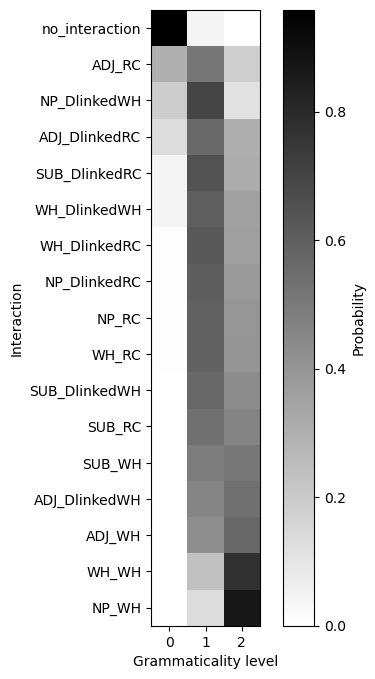 Interaction
no_interaction
ADJ_RC
NP_DlinkedWH
ADJ_DlinkedRC
SUB_DlinkedRC
WH_DlinkedWH
WH_DlinkedRC
NP_DlinkedRC
NP_RC
WH_RC
SUB_DlinkedWH
SUB_RC
SUB_WH
ADJ_DlinkedWH
ADJ_WH
WH_WH
NP_WH
0 1 2
Grammaticality level
0.8
0.6
0.4
0.2
0.0
Probability